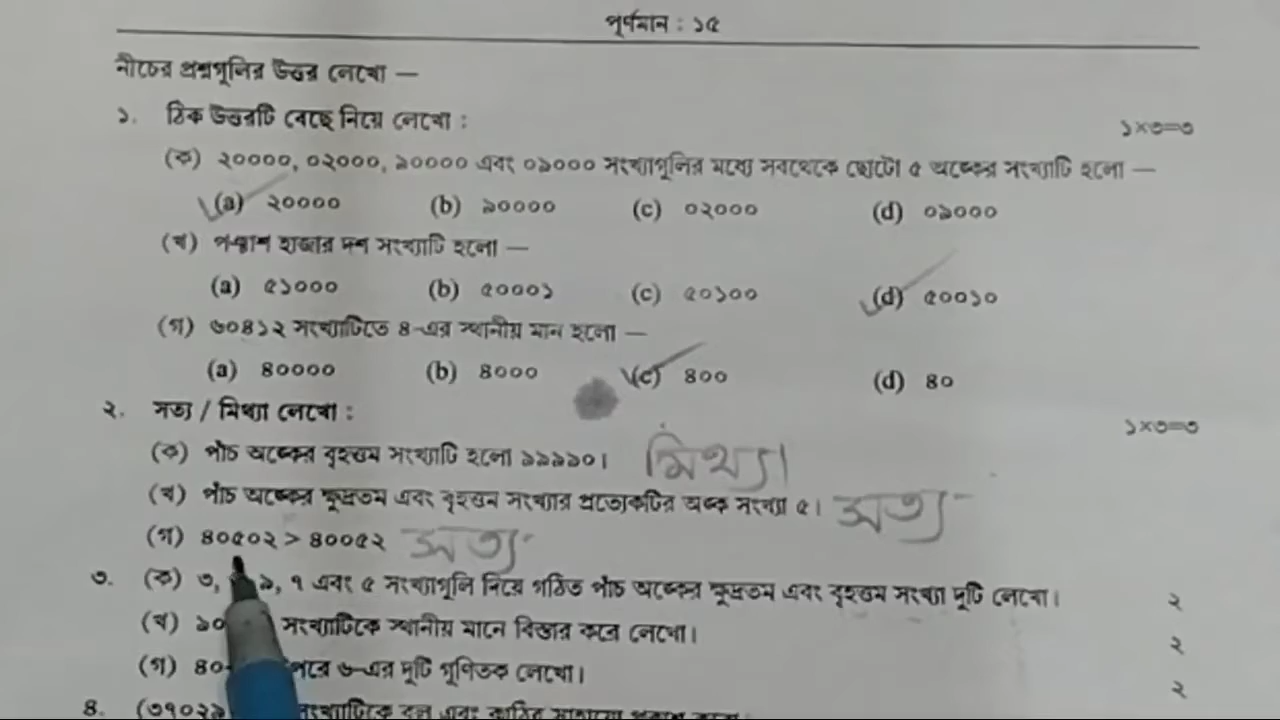 পূর্ণমান : ১৫
নীচের প্রশ্নগুলির উত্তর লেখো —
১. ঠিক উত্তরটি বেছে নিয়ে লেখো : ১×৩=৩
(ক) ২০০০০, ০২০০০, ৯০০০০ এবং ০৯০০০ সংখ্যাগুলির মধ্যে সবথেকে ছোটো ৫ অঙ্কের সংখ্যাটি হলো —
(a) ২০০০০ (b) ৯০০০০ (c) ০২০০০ (d) ০৯০০০
(খ) পঞ্চাশ হাজার দশ সংখ্যাটি হলো —
(a) ৫১০০০ (b) ৫০০০১ (c) ৫০১০০ (d) ৫০০১০
(গ) ৬০৪১২ সংখ্যাটিতে ৪-এর স্থানীয় মান হলো —
(a) ৪০০০০ (b) ৪০০০ (c) ৪০০ (d) ৪০
২. সত্য / মিথ্যা লেখো : ১×৩=৩
(ক) পাঁচ অঙ্কের বৃহত্তম সংখ্যাটি হলো ৯৯৯৯০। মিথ্যা।
(খ) পাঁচ অঙ্কের ক্ষুদ্রতম এবং বৃহত্তম সংখ্যার প্রত্যেকটির অঙ্ক সংখ্যা ৫। সত্য
(গ) ৪০৫০২ > ৪০০৫২ সত্য
৩. (ক) ৩, ৯, ৭ এবং ৫ সংখ্যাগুলি দিয়ে গঠিত পাঁচ অঙ্কের ক্ষুদ্রতম এবং বৃহত্তম সংখ্যা দুটি লেখো। ২
(খ) সংখ্যাটিকে স্থানীয় মানে বিস্তার করে লেখো। ২
(গ) ৬-এর দুটি গুণিতক লেখো। ২
৪. এবং